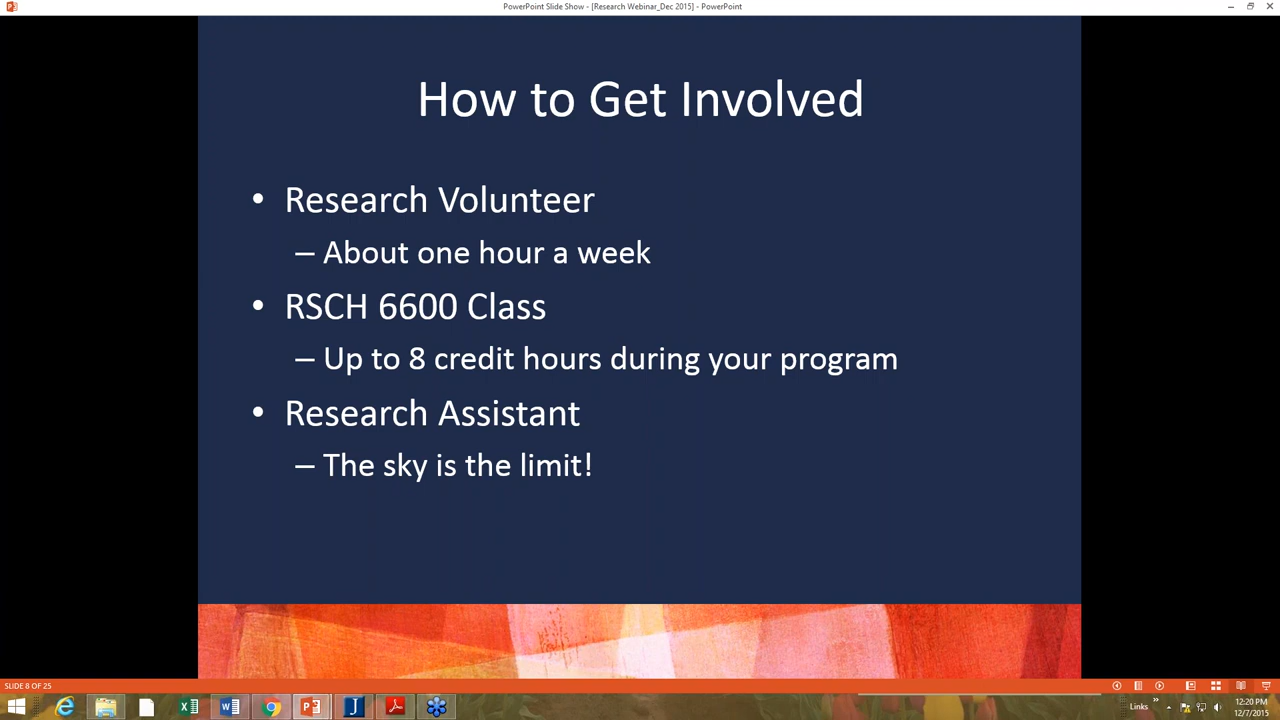 PowerPoint Slide Show - [Research Webinar_Dec 2015] - PowerPoint
How to Get Involved
• Research Volunteer
– About one hour a week
• RSCH 6600 Class
– Up to 8 credit hours during your program
• Research Assistant
– The sky is the limit!
SLIDE 8 OF 25
Links
12:20 PM
12/7/2015